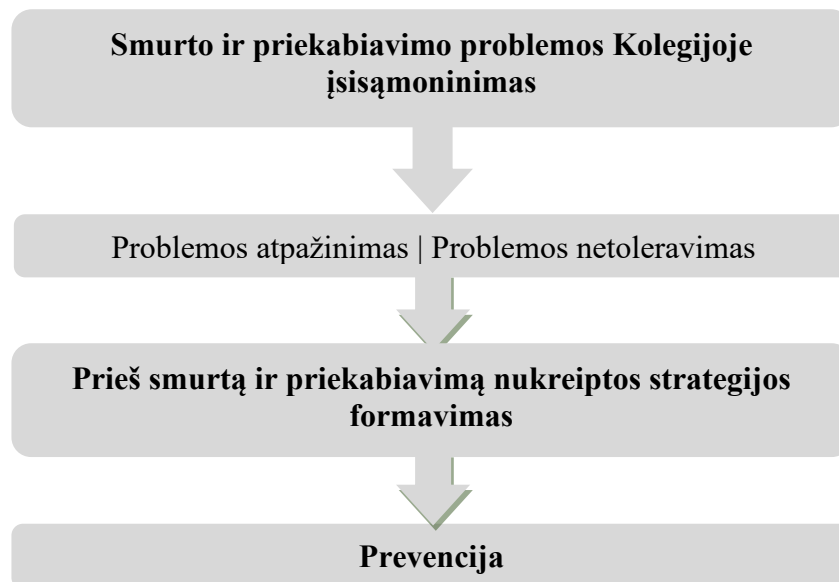 Smurto ir priekabiavimo problemos Kolegijoje
įsisąmoninimas
Problemos atpažinimas | Problemos netoleravimas
Prieš smurtą ir priekabiavimą nukreiptos strategijos
formavimas
Prevencija